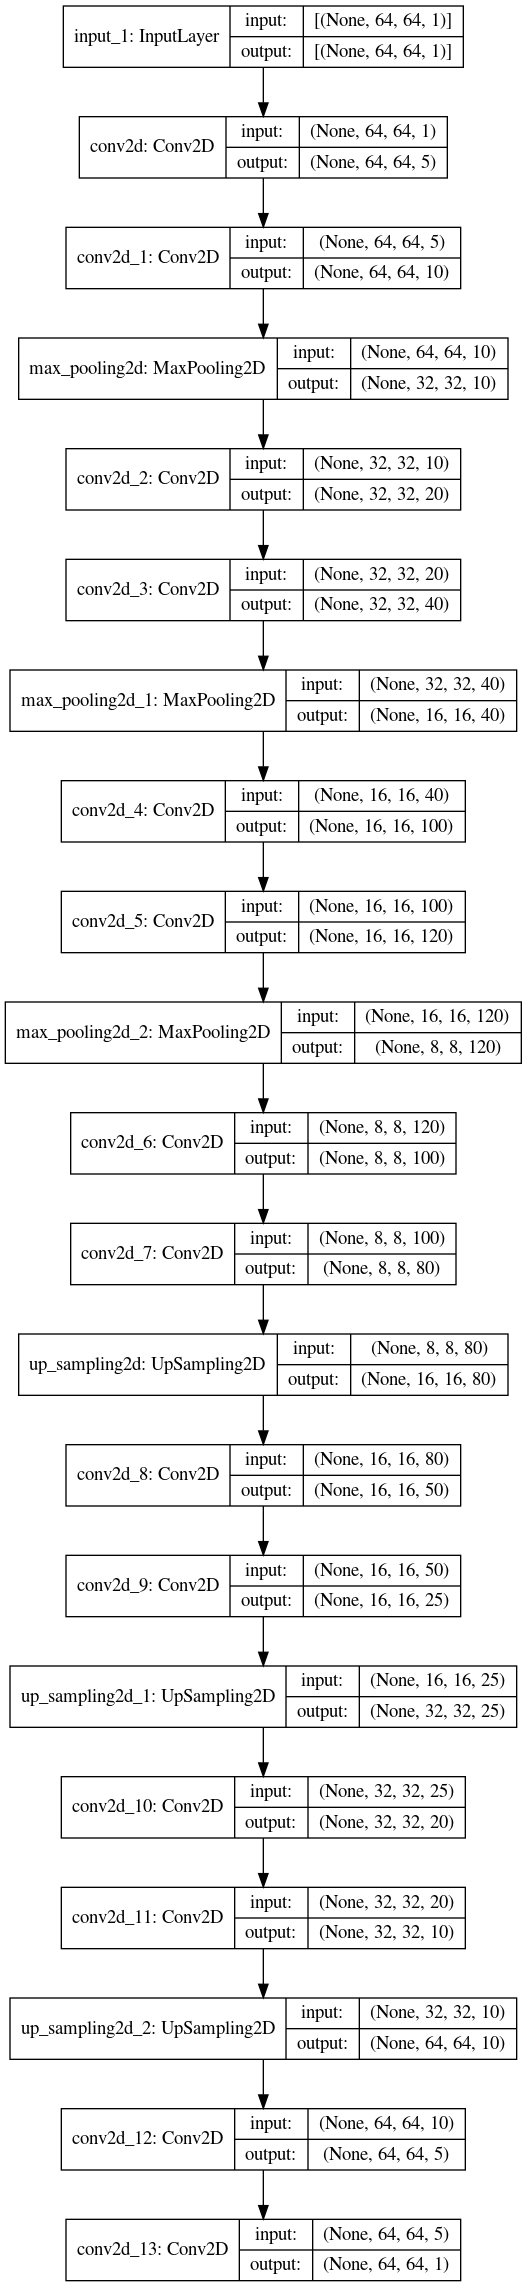 input_1: InputLayer
input: [(None, 64, 64, 1)]
output: [(None, 64, 64, 1)]
conv2d: Conv2D
input: (None, 64, 64, 1)
output: (None, 64, 64, 5)
conv2d_1: Conv2D
input: (None, 64, 64, 5)
output: (None, 64, 64, 10)
max_pooling2d: MaxPooling2D
input: (None, 64, 64, 10)
output: (None, 32, 32, 10)
conv2d_2: Conv2D
input: (None, 32, 32, 10)
output: (None, 32, 32, 20)
conv2d_3: Conv2D
input: (None, 32, 32, 20)
output: (None, 32, 32, 40)
max_pooling2d_1: MaxPooling2D
input: (None, 32, 32, 40)
output: (None, 16, 16, 40)
conv2d_4: Conv2D
input: (None, 16, 16, 40)
output: (None, 16, 16, 100)
conv2d_5: Conv2D
input: (None, 16, 16, 100)
output: (None, 16, 16, 120)
max_pooling2d_2: MaxPooling2D
input: (None, 16, 16, 120)
output: (None, 8, 8, 120)
conv2d_6: Conv2D
input: (None, 8, 8, 120)
output: (None, 8, 8, 100)
conv2d_7: Conv2D
input: (None, 8, 8, 100)
output: (None, 8, 8, 80)
up_sampling2d: UpSampling2D
input: (None, 8, 8, 80)
output: (None, 16, 16, 80)
conv2d_8: Conv2D
input: (None, 16, 16, 80)
output: (None, 16, 16, 50)
conv2d_9: Conv2D
input: (None, 16, 16, 50)
output: (None, 16, 16, 25)
up_sampling2d_1: UpSampling2D
input: (None, 16, 16, 25)
output: (None, 32, 32, 25)
conv2d_10: Conv2D
input: (None, 32, 32, 25)
output: (None, 32, 32, 20)
conv2d_11: Conv2D
input: (None, 32, 32, 20)
output: (None, 32, 32, 10)
up_sampling2d_2: UpSampling2D
input: (None, 32, 32, 10)
output: (None, 64, 64, 10)
conv2d_12: Conv2D
input: (None, 64, 64, 10)
output: (None, 64, 64, 5)
conv2d_13: Conv2D
input: (None, 64, 64, 5)
output: (None, 64, 64, 1)